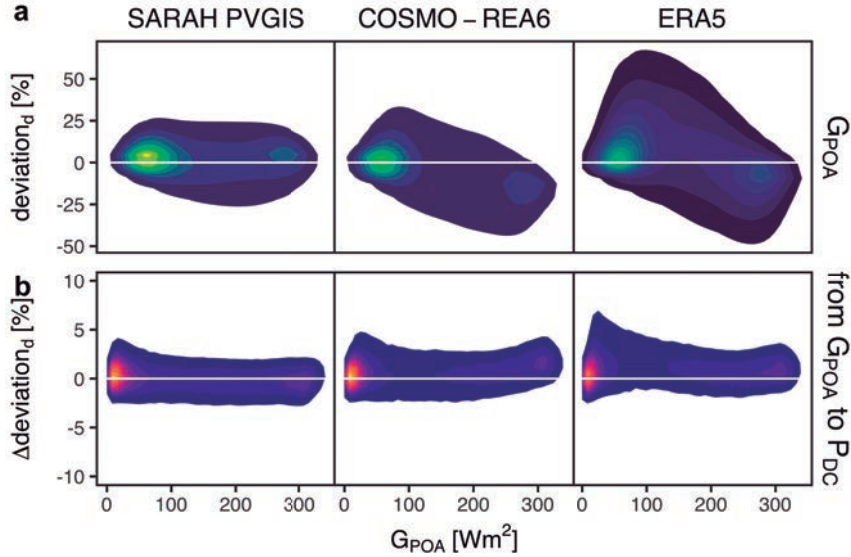 a
SARAH PVGIS
COSMO – REA6
ERA5
deviation_d [%]
50
25
0
-25
-50
G_POA
b
Δdeviation_d [%]
10
5
0
-5
-10
from G_POA to P_DC
0 100 200 300
0 100 200 300
0 100 200 300
G_POA [Wm²]